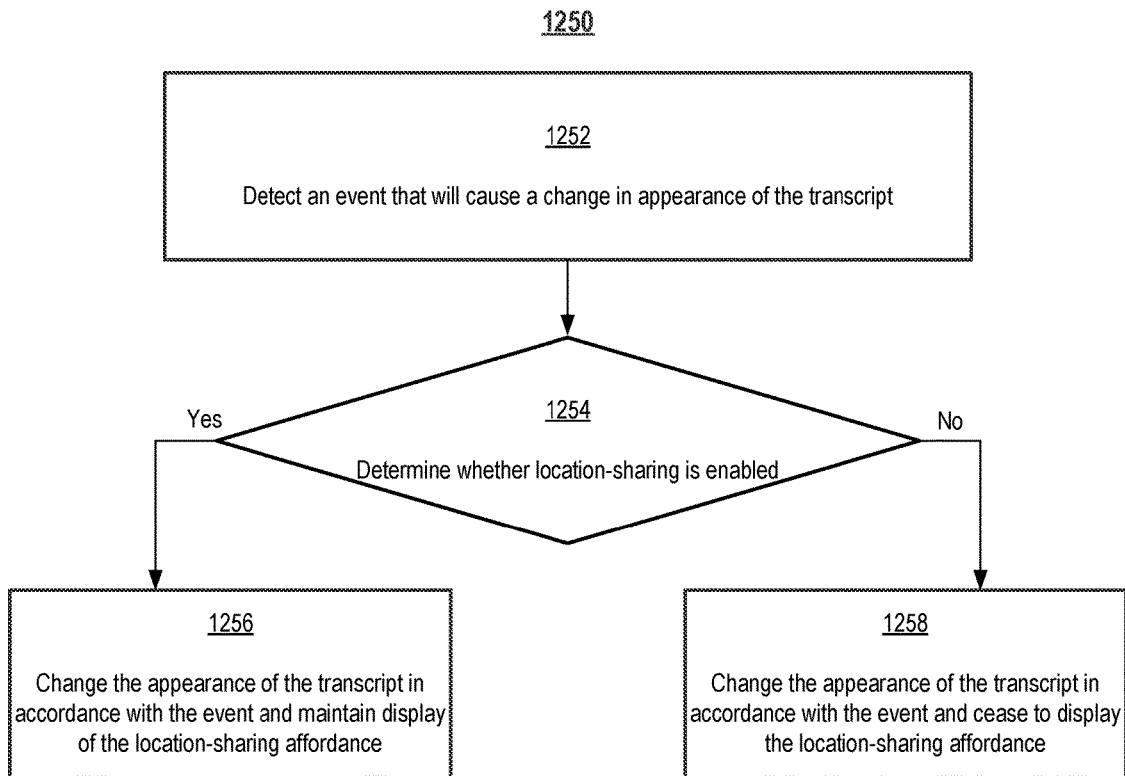 1250
1252
Detect an event that will cause a change in appearance of the transcript
Yes
1254
No
Determine whether location-sharing is enabled
1256
Change the appearance of the transcript in
accordance with the event and maintain display
of the location-sharing affordance
1258
Change the appearance of the transcript in
accordance with the event and cease to display
the location-sharing affordance